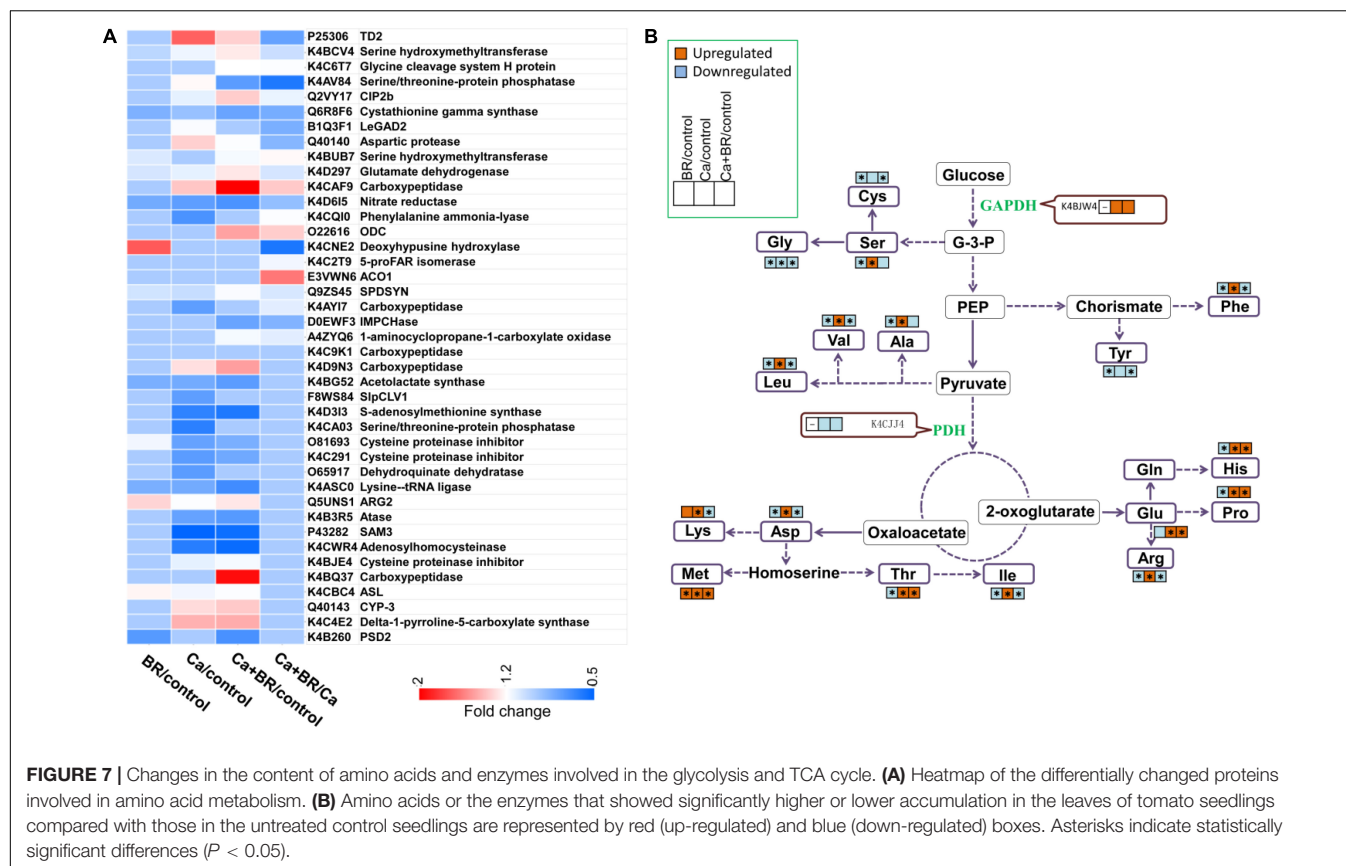 A
P25306 TD2
K4BCV4 Serine hydroxymethyltransferase
K4C6T7 Glycine cleavage system H protein
K4AV84 Serine/threonine-protein phosphatase
Q2VY17 CIP2b
Q6R8F6 Cystathionine gamma synthase
B1Q3F1 LeGAD2
Q40140 Aspartic protease
K4BUB7 Serine hydroxymethyltransferase
K4D297 Glutamate dehydrogenase
K4CAF9 Carboxypeptidase
K4D6I5 Nitrate reductase
K4CQI0 Phenylalanine ammonia-lyase
O22616 ODC
K4CNE2 Deoxyhypusine hydroxylase
K4C2T9 5-proFAR isomerase
E3VWN6 ACO1
Q9ZS45 SPDSYN
K4AYI7 Carboxypeptidase
D0EWF3 IMPCHase
A4ZYQ6 1-aminocyclopropane-1-carboxylate oxidase
K4C9K1 Carboxypeptidase
K4D9N3 Carboxypeptidase
K4BG52 Acetolactate synthase
F8WS84 SlpCLV1
K4D3I3 S-adenosylmethionine synthase
K4CA03 Serine/threonine-protein phosphatase
O81693 Cysteine proteinase inhibitor
K4C291 Cysteine proteinase inhibitor
O65917 Dehydroquinate dehydratase
K4ASC0 Lysine--tRNA ligase
Q5UNS1 ARG2
K4B3R5 Atase
P43282 SAM3
K4CWR4 Adenosylhomocysteinase
K4BJE4 Cysteine proteinase inhibitor
K4BQ37 Carboxypeptidase
K4CBC4 ASL
Q40143 CYP-3
K4C4E2 Delta-1-pyrroline-5-carboxylate synthase
K4B260 PSD2
BR/control
Ca/control
Ca+BR/control
Ca+BR/Ca
2 1.2 0.5
Fold change
B
Upregulated
Downregulated
BR/control
Ca/control
Ca+BR/control
Glucose
GAPDH
K4BJW4 –
Cys
* *
Gly
* * *
Ser
* *
G-3-P
PEP
Chorismate
Phe
* * *
Tyr
* *
Val
* * *
Ala
* *
Leu
* * *
Pyruvate
– K4CJJ4
PDH
Gln
His
* * *
2-oxoglutarate
Glu
* *
Pro
* * *
Arg
* * *
Lys
* *
Asp
* * *
Oxaloacetate
Met
* * *
Homoserine
Thr
* * *
Ile
* * *
FIGURE 7 | Changes in the content of amino acids and enzymes involved in the glycolysis and TCA cycle. (A) Heatmap of the differentially changed proteins
involved in amino acid metabolism. (B) Amino acids or the enzymes that showed significantly higher or lower accumulation in the leaves of tomato seedlings
compared with those in the untreated control seedlings are represented by red (up-regulated) and blue (down-regulated) boxes. Asterisks indicate statistically
significant differences (P < 0.05).